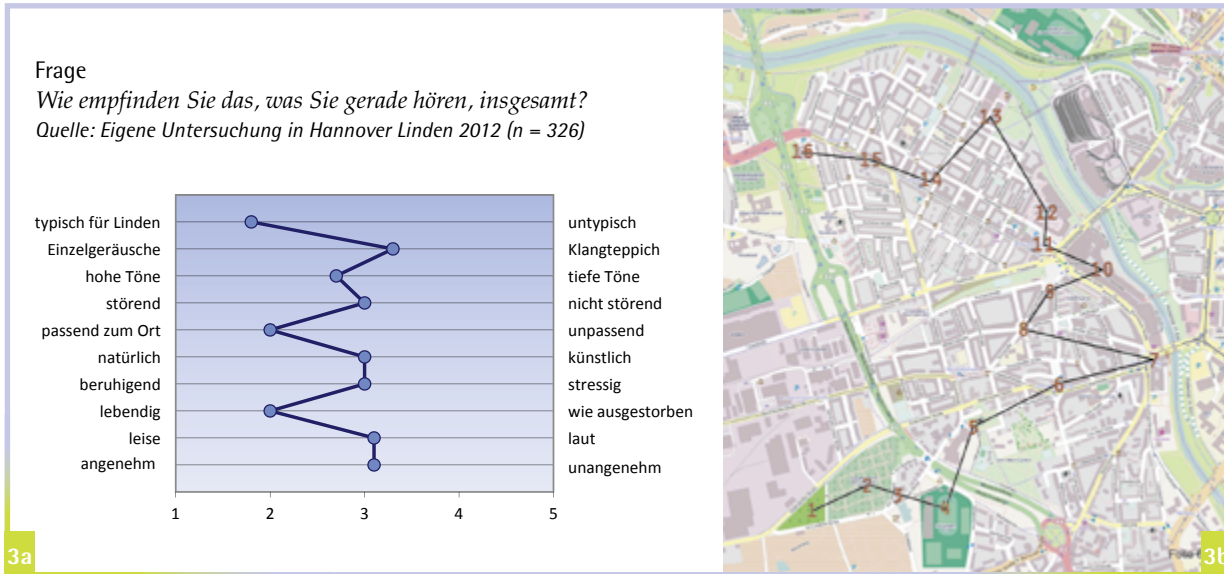 Frage
Wie empfinden Sie das, was Sie gerade hören, insgesamt?
Quelle: Eigene Untersuchung in Hannover Linden 2012 (n = 326)
typisch für Linden untypisch
Einzelgeräusche Klangteppich
hohe Töne tiefe Töne
störend nicht störend
passend zum Ort unpassend
natürlich künstlich
beruhigend stressig
lebendig wie ausgestorben
leise laut
angenehm unangenehm
1 2 3 4 5
3a
16 15 14 13
12
11
10
9
8
7
6
5
1 2 3 4
3b